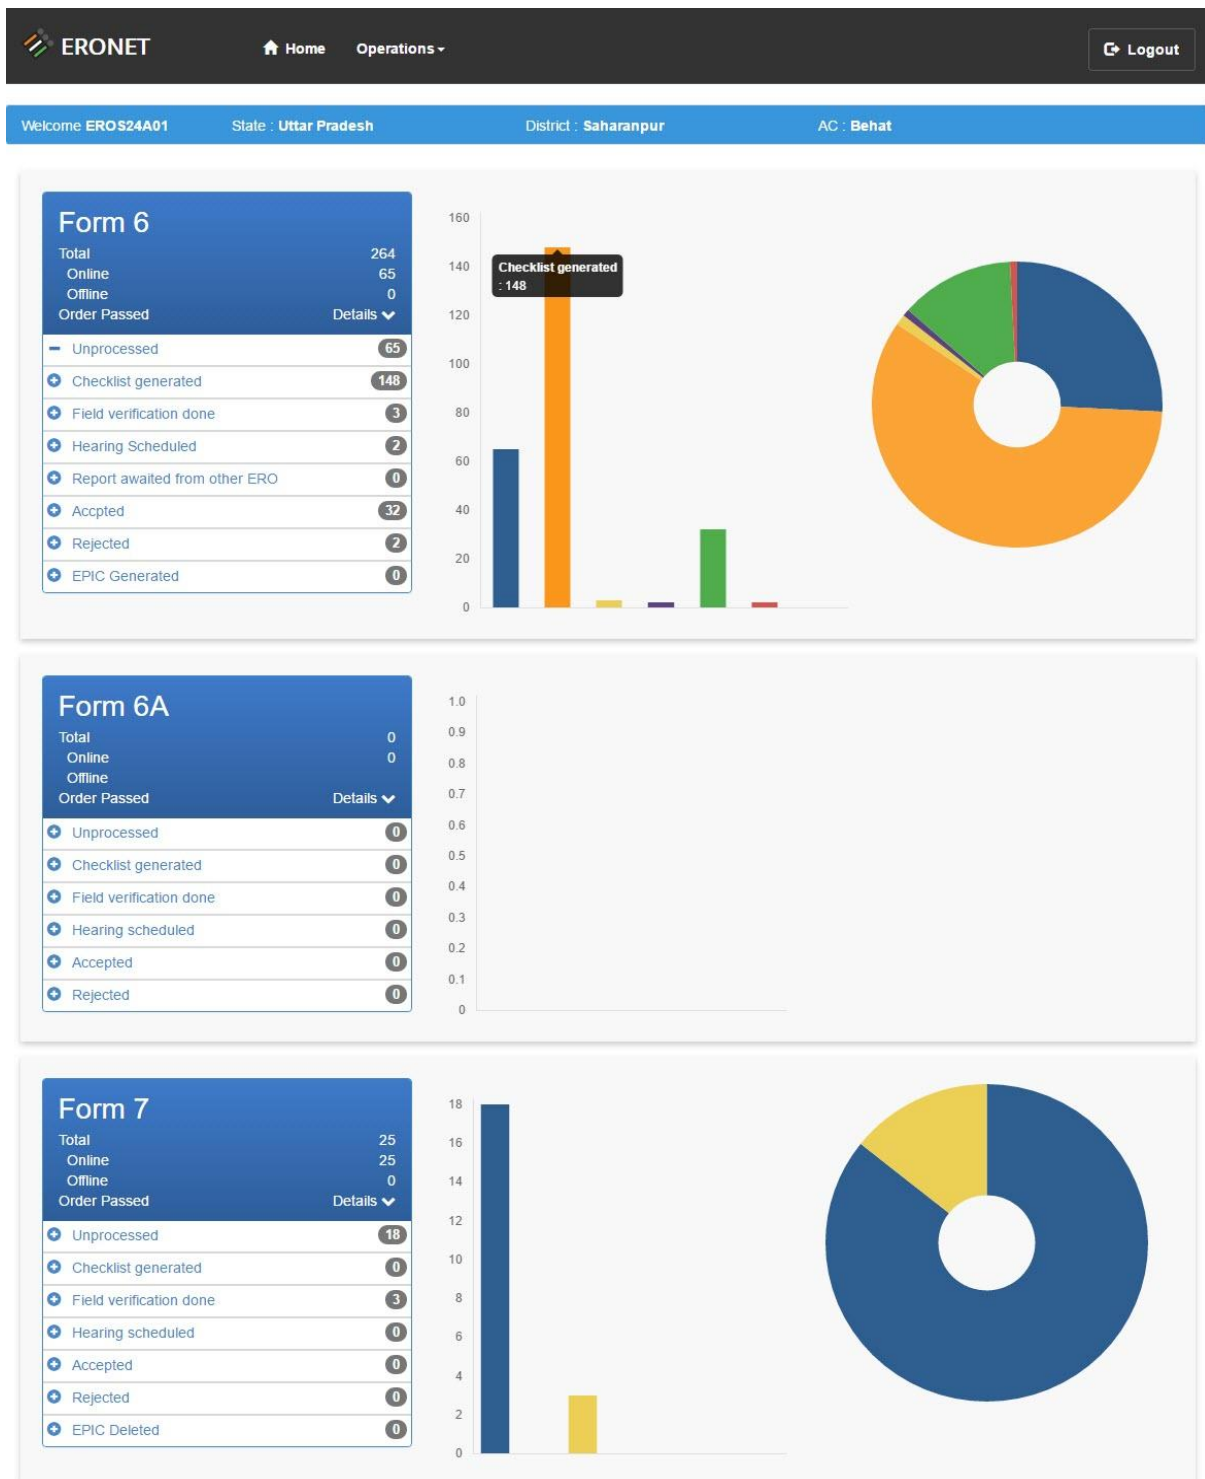 ERONET Home Operations Logout
Welcome EROS24A01 State : Uttar Pradesh District : Saharanpur AC : Behat
Form 6
Total 264
Online 65
Offline 0
Order Passed Details
Unprocessed 65
Checklist generated 148
Field verification done 3
Hearing Scheduled 2
Report awaited from other ERO 0
Accpted 32
Rejected 2
EPIC Generated 0
160
140
120
100
80
60
40
20
0
Checklist generated
: 148
Form 6A
Total 0
Online 0
Offline
Order Passed Details
Unprocessed 0
Checklist generated 0
Field verification done 0
Hearing scheduled 0
Accepted 0
Rejected 0
1.0
0.9
0.8
0.7
0.6
0.5
0.4
0.3
0.2
0.1
0
Form 7
Total 25
Online 25
Offline 0
Order Passed Details
Unprocessed 18
Checklist generated 0
Field verification done 3
Hearing scheduled 0
Accepted 0
Rejected 0
EPIC Deleted 0
18
16
14
12
10
8
6
4
2
0